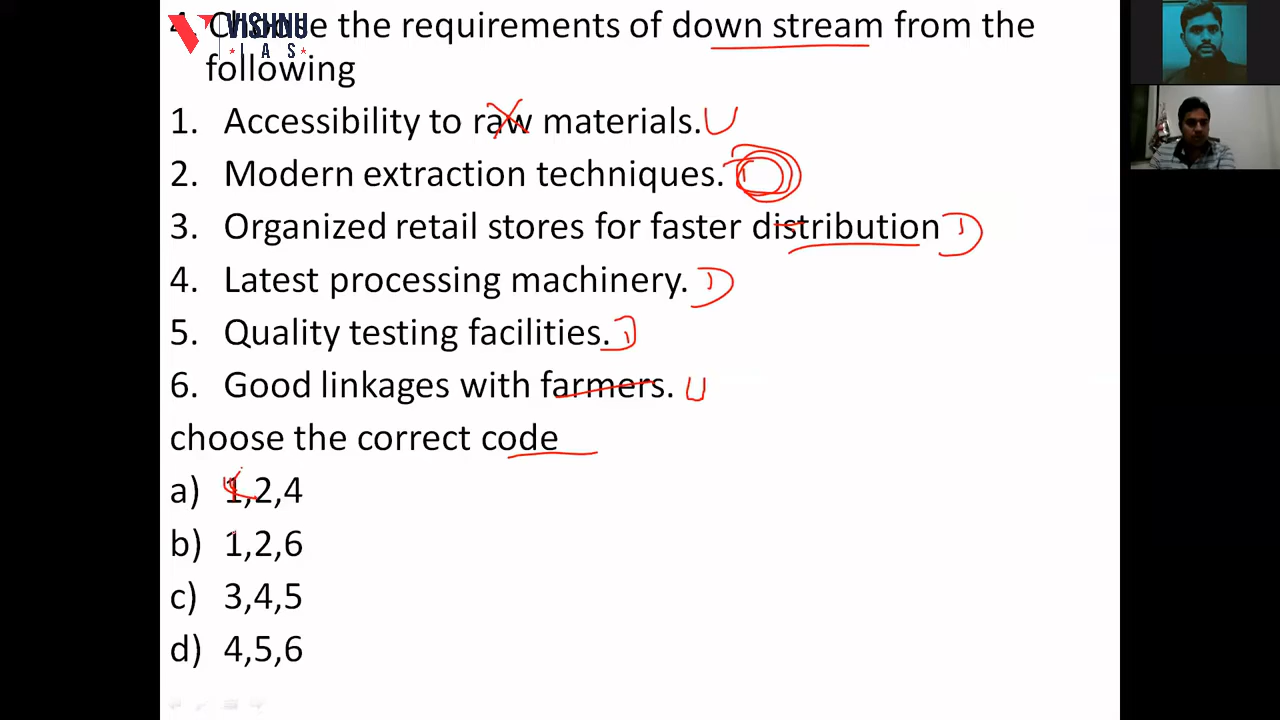 4. Choose the requirements of down stream from the
VISHNU
IAS
following
1. Accessibility to raw materials. U
2. Modern extraction techniques.
3. Organized retail stores for faster distribution D
4. Latest processing machinery. D
5. Quality testing facilities. D
6. Good linkages with farmers. U
choose the correct code
a) 1,2,4
b) 1,2,6
c) 3,4,5
d) 4,5,6